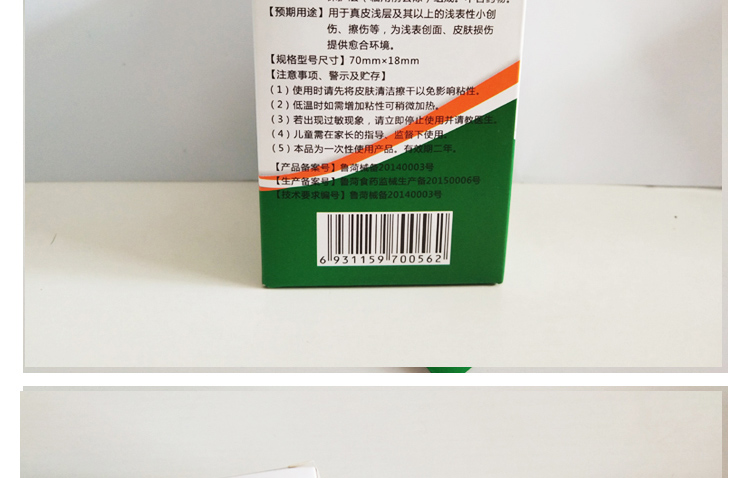 【预期用途】用于真皮浅层及其以上的浅表性小创
伤、擦伤等，为浅表创面、皮肤损伤
提供愈合环境。
【规格型号尺寸】70mm×18mm
【注意事项、警示及贮存】
（1）使用时请先将皮肤清洁擦干以免影响粘性。
（2）低温时如需增加粘性可稍微加热。
（3）若出现过敏现象，请立即停止使用并请教医生。
（4）儿童需在家长的指导、监督下使用。
（5）本品为一次性使用产品。有效期二年。
【产品备案号】鲁菏械备20140003号
【生产备案号】鲁菏食药监械生产备20150006号
【技术要求编号】鲁菏械备20140003号
6931159700562